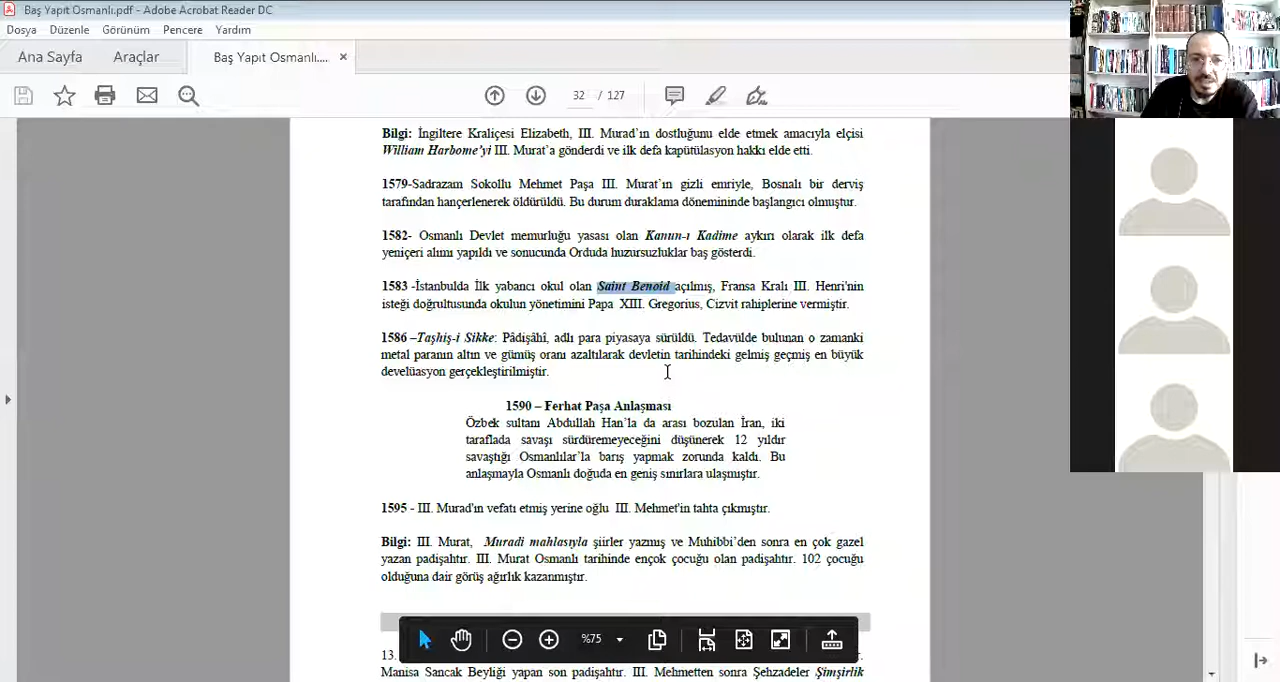 Baş Yapıt Osmanlı.pdf - Adobe Acrobat Reader DC
Dosya Düzenle Görünüm Pencere Yardım
Ana Sayfa Araçlar Baş Yapıt Osmanlı.... ×
32 / 127
Bilgi: İngiltere Kraliçesi Elizabeth, III. Murad'ın dostluğunu elde etmek amacıyla elçisi
William Harbome'yi III. Murat'a gönderdi ve ilk defa kapütülasyon hakkı elde etti.
1579-Sadrazam Sokollu Mehmet Paşa III. Murat'ın gizli emriyle, Bosnalı bir derviş
tarafından hançerlenerek öldürüldü. Bu durum duraklama dönemininde başlangıcı olmuştur.
1582- Osmanlı Devlet memurluğu yasası olan Kanun-ı Kadime aykırı olarak ilk defa
yeniçeri alımı yapıldı ve sonucunda Orduda huzursuzluklar baş gösterdi.
1583 -İstanbulda İlk yabancı okul olan Saint Benoid açılmış, Fransa Kralı III. Henri'nin
isteği doğrultusunda okulun yönetimini Papa XIII. Gregorius, Cizvit rahiplerine vermiştir.
1586 –Taşhiş-i Sikke: Pâdişâhî, adlı para piyasaya sürüldü. Tedavülde bulunan o zamanki
metal paranın altın ve gümüş oranı azaltılarak devletin tarihindeki gelmiş geçmiş en büyük
develüasyon gerçekleştirilmiştir.
1590 – Ferhat Paşa Anlaşması
Özbek sultanı Abdullah Han'la da arası bozulan İran, iki
taraflada savaşı sürdüremeyeceğini düşünerek 12 yıldır
savaştığı Osmanlılar'la barış yapmak zorunda kaldı. Bu
anlaşmayla Osmanlı doğuda en geniş sınırlara ulaşmıştır.
1595 - III. Murad'ın vefatı etmiş yerine oğlu III. Mehmet'in tahta çıkmıştır.
Bilgi: III. Murat, Muradi mahlasıyla şiirler yazmış ve Muhibbi'den sonra en çok gazel
yazan padişahtır. III. Murat Osmanlı tarihinde ençok çocuğu olan padişahtır. 102 çocuğu
olduğuna dair görüş ağırlık kazanmıştır.
%75
13.
Manisa Sancak Beyliği yapan son padişahtır. III. Mehmetten sonra Şehzadeler Şimşirlik